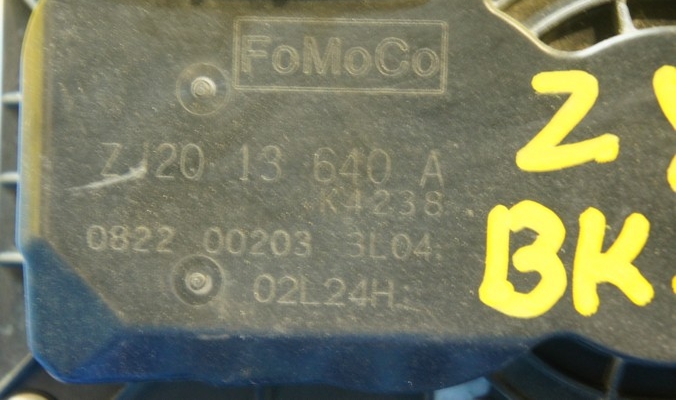 FoMoCo
ZJ20 13 640 A
K4238
0822 00203 3L04:
02L24H:
Z
BK